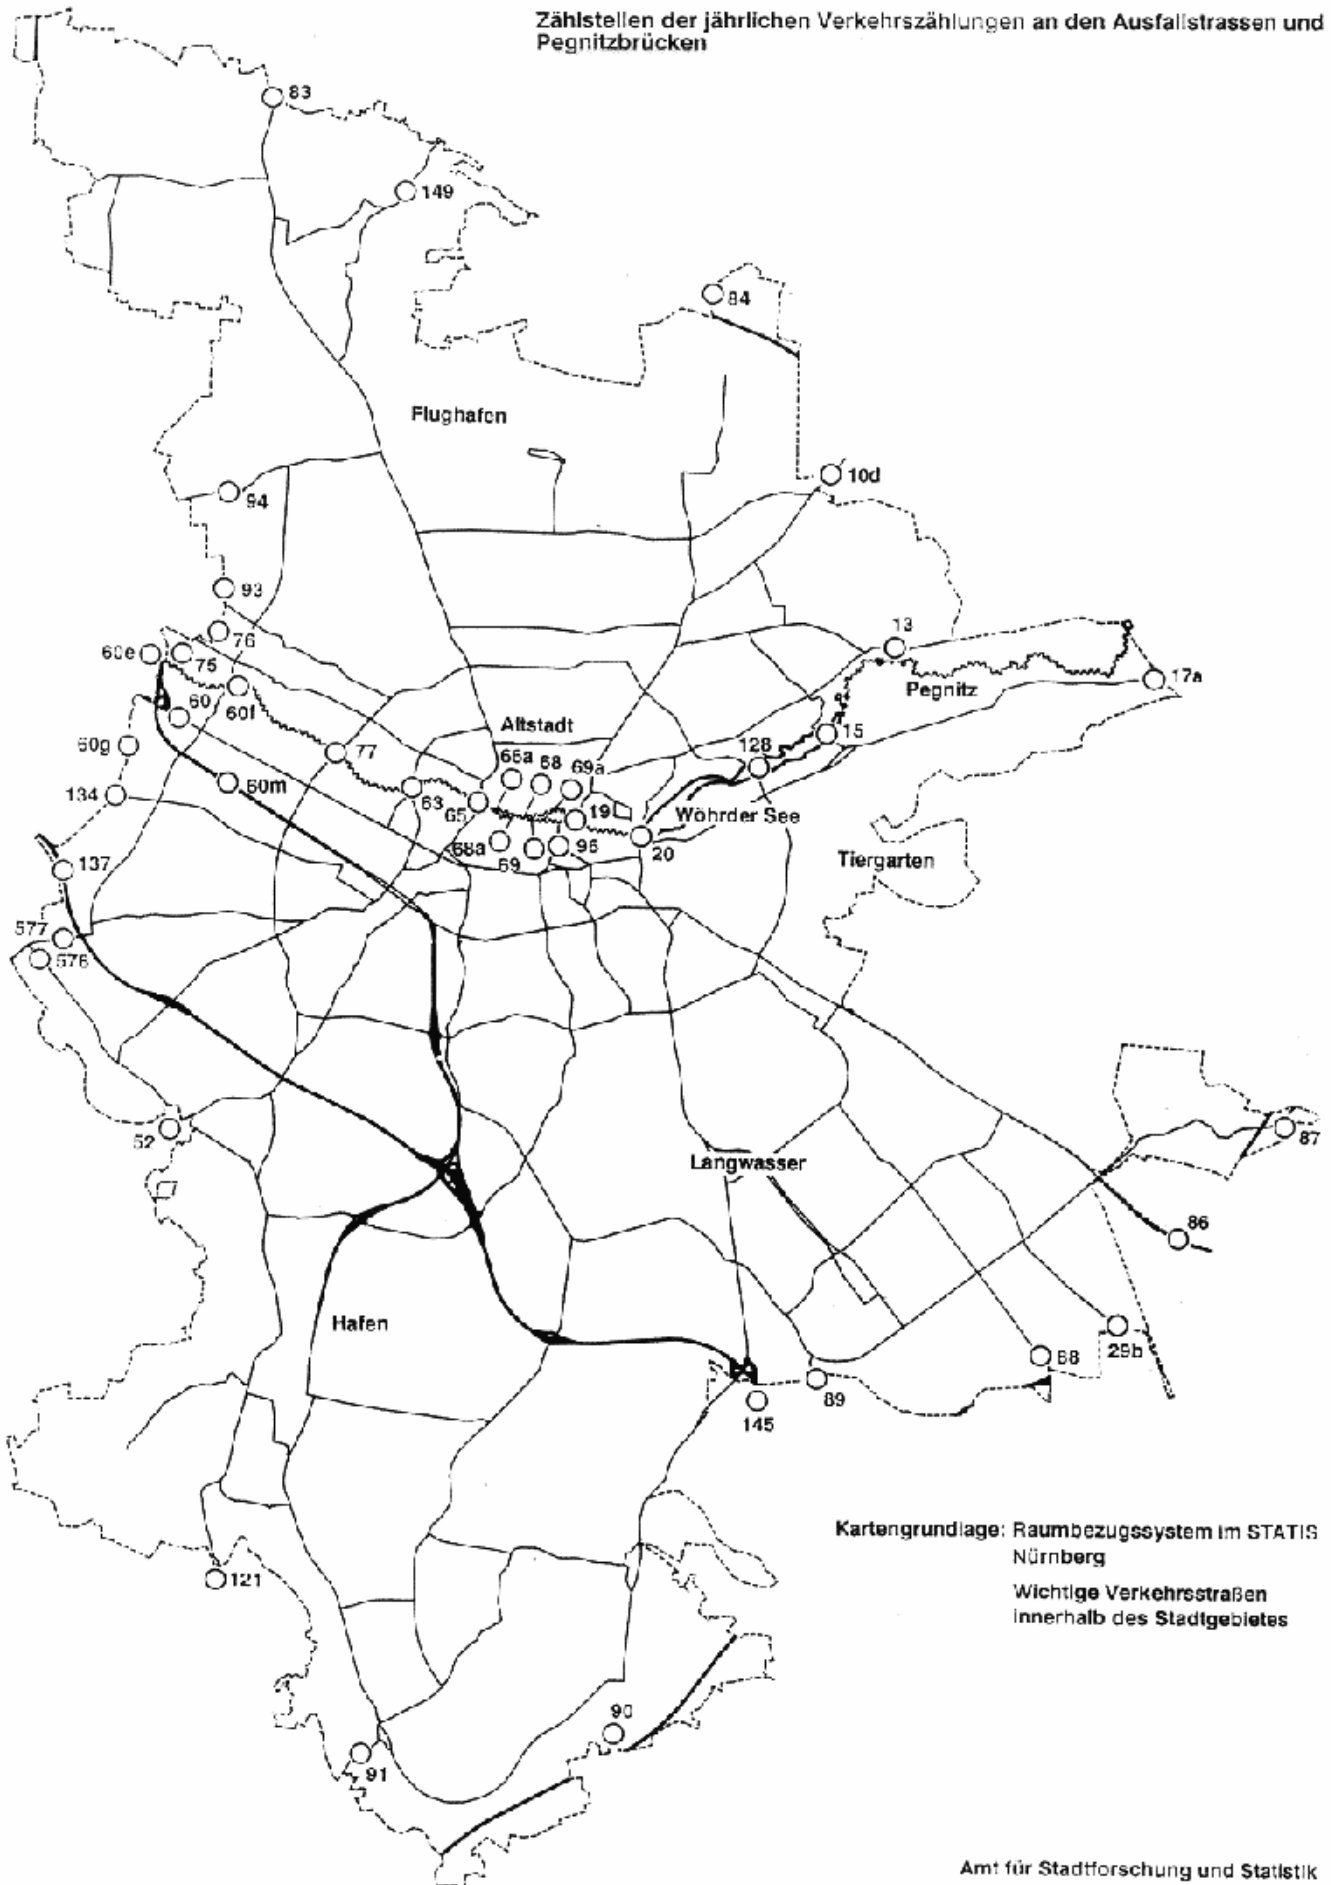 Zählstellen der jährlichen Verkehrszählungen an den Ausfallstrassen und
Pegnitzbrücken
83
149
84
Flughafen
10d
94
93
76
13
60e
75
17a
60
60f
Pegnitz
60g
Altstadt
15
77
128
66a
68
69a
134
60m
63
65
19
Wöhrder See
68a
69
96
20
137
Tiergarten
577
576
52
87
Langwasser
86
Hafen
29b
88
89
145
Kartengrundlage: Raumbezugssystem im STATIS
Nürnberg
Wichtige Verkehrsstraßen
innerhalb des Stadtgebietes
121
90
91
Amt für Stadtforschung und Statistik